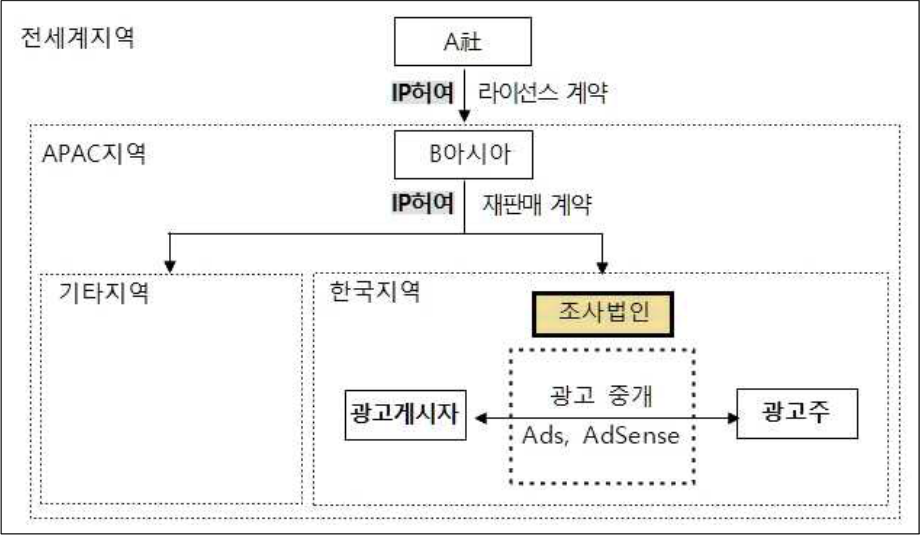 전세계지역
A社
IP허여 라이선스 계약
APAC지역
B아시아
IP허여 재판매 계약
기타지역
한국지역
조사법인
광고게시자
광고 중개
Ads, AdSense
광고주